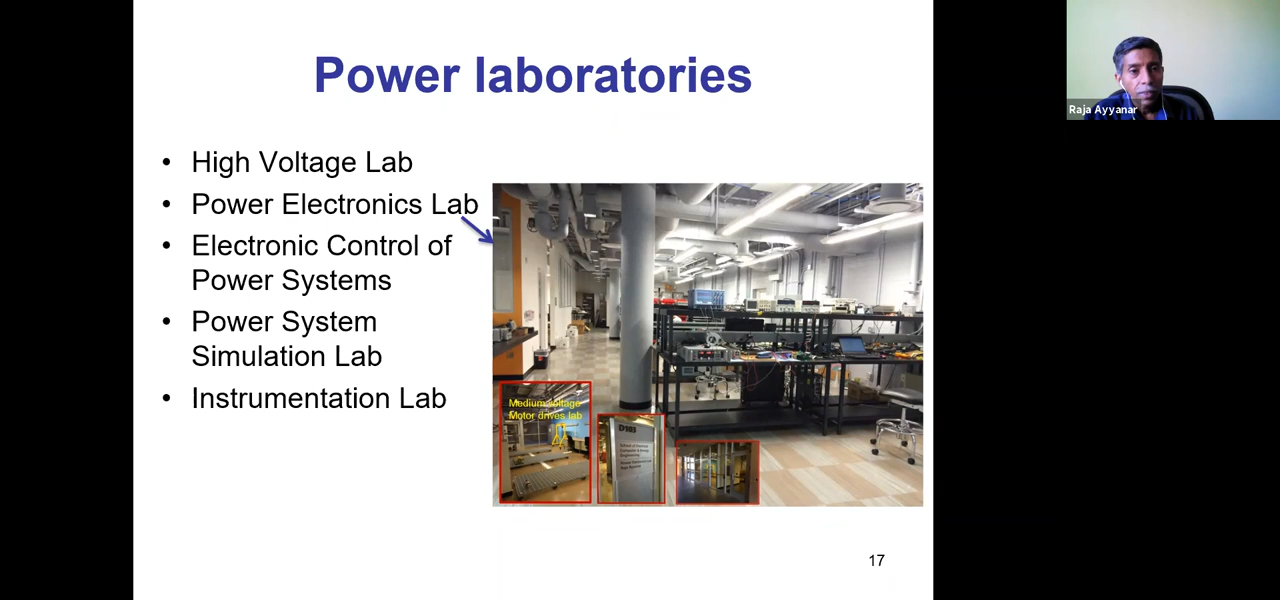 Power laboratories
Raja Ayyanar
• High Voltage Lab
• Power Electronics Lab
• Electronic Control of
Power Systems
• Power System
Simulation Lab
• Instrumentation Lab
Medium voltage
Motor drives lab
D103
17